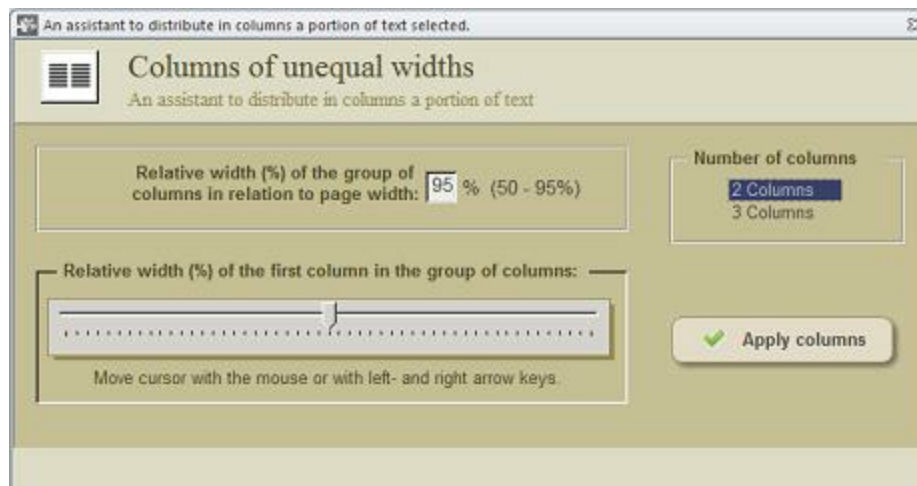 An assistant to distribute in columns a portion of text selected.
Columns of unequal widths
An assistant to distribute in columns a portion of text
Relative width (%) of the group of
columns in relation to page width: 95 % (50 - 95%)
Number of columns
2 Columns
3 Columns
Relative width (%) of the first column in the group of columns:
Move cursor with the mouse or with left- and right arrow keys.
Apply columns